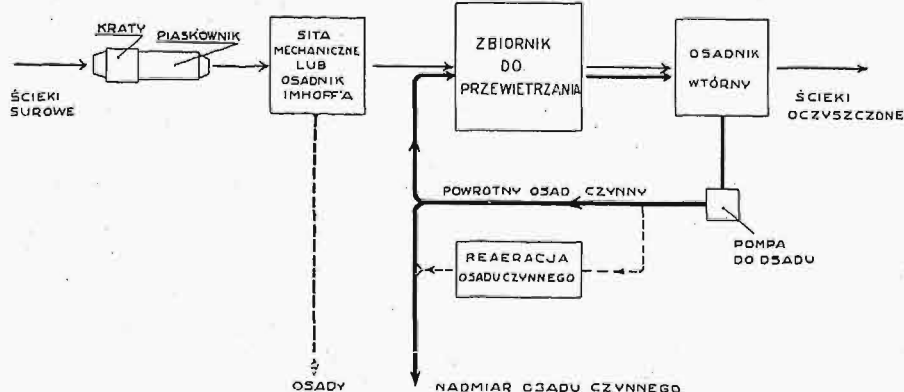 KRATY
PIASKOWNIK
ŚCIEKI
SUROWE
SITA
MECHANICZNE
LUB
OSADNIK
IMHOFF'A
ZBIORNIK
DO
PRZEWIETRZANIA
OSADNIK
WTÓRNY
ŚCIEKI
OCZYSZCZONE
POWROTNY OSAD CZYNNY
POMPA
DO OSADU
REAERACJA
OSADU CZYNNEGO
OSADY
NADMIAR OSADU CZYNNEGO